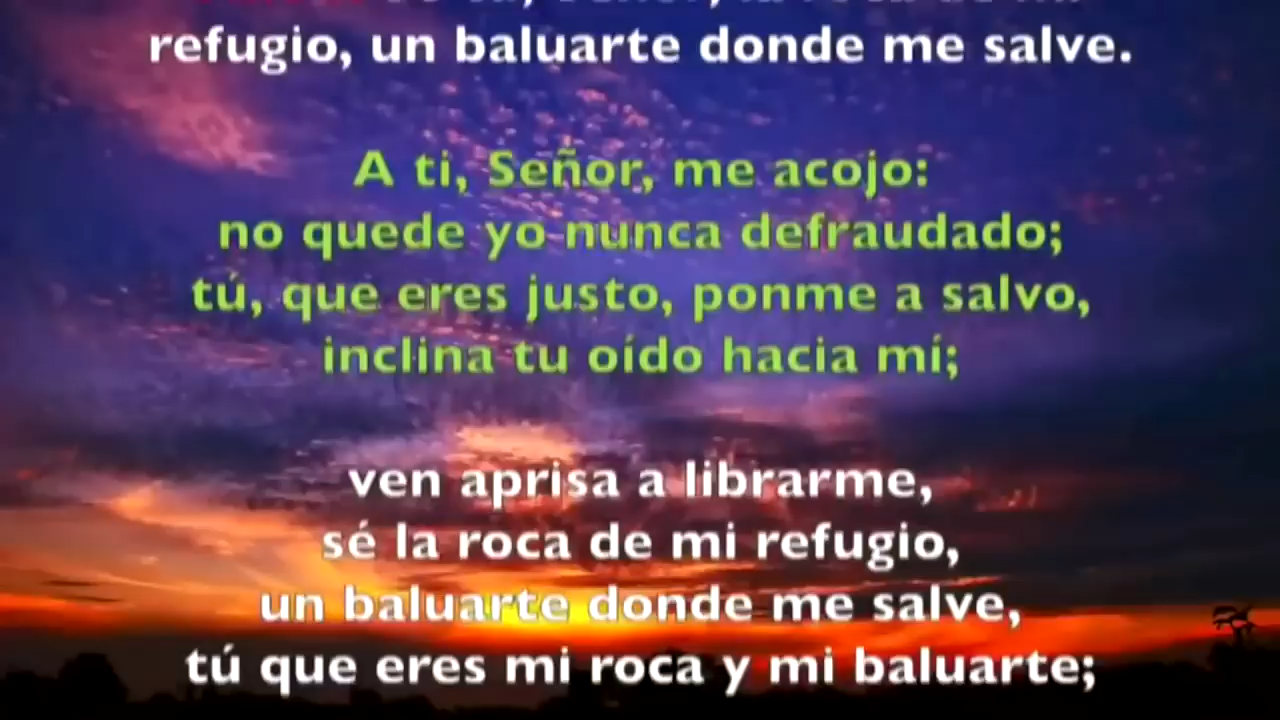 refugio, un baluarte donde me salve.
A ti, Señor, me acojo:
no quede yo nunca defraudado;
tú, que eres justo, ponme a salvo,
inclina tu oído hacia mí;
ven aprisa a librarme,
sé la roca de mi refugio,
un baluarte donde me salve,
tú que eres mi roca y mi baluarte;